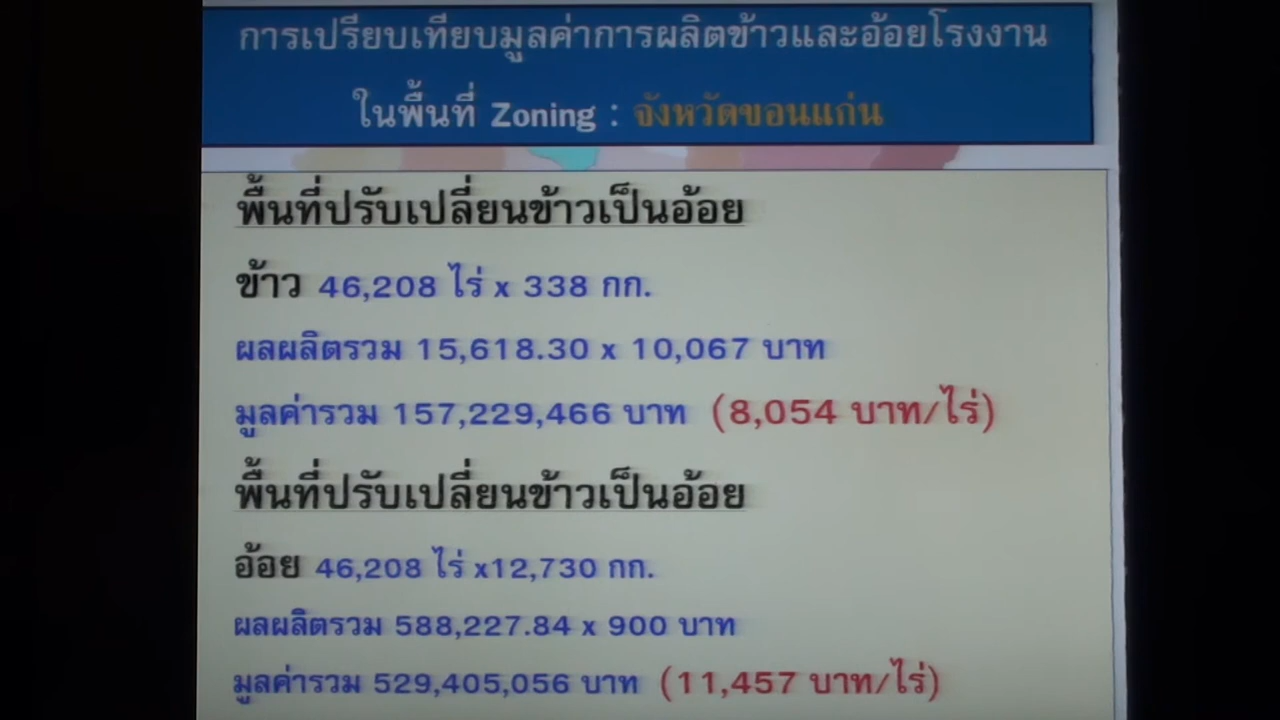 การเปรียบเทียบมูลค่าการผลิตข้าวและอ้อยโรงงาน
ในพื้นที่ Zoning : จังหวัดขอนแก่น
พื้นที่ปรับเปลี่ยนข้าวเป็นอ้อย
ข้าว 46,208 ไร่ x 338 กก.
ผลผลิตรวม 15,618.30 x 10,067 บาท
มูลค่ารวม 157,229,466 บาท (8,054 บาท/ไร่)
พื้นที่ปรับเปลี่ยนข้าวเป็นอ้อย
อ้อย 46,208 ไร่ x12,730 กก.
ผลผลิตรวม 588,227.84 x 900 บาท
มูลค่ารวม 529,405,056 บาท (11,457 บาท/ไร่)